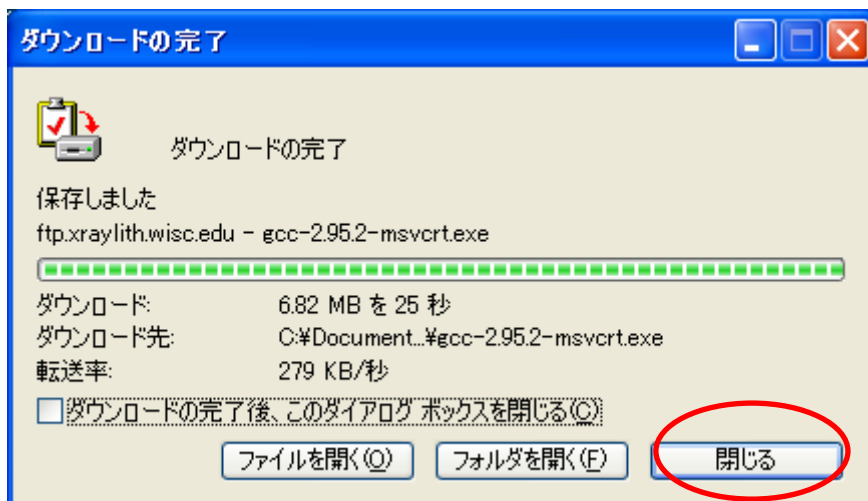 ダウンロードの完了
ダウンロードの完了
保存しました
ftp.xraylith.wisc.edu - gcc-2.95.2-msvcrt.exe
ダウンロード: 6.82 MB を 25 秒
ダウンロード先: C:¥Document...¥gcc-2.95.2-msvcrt.exe
転送率: 279 KB/秒
ダウンロードの完了後、このダイアログ ボックスを閉じる(C)
ファイルを開く(O) フォルダを開く(F) 閉じる